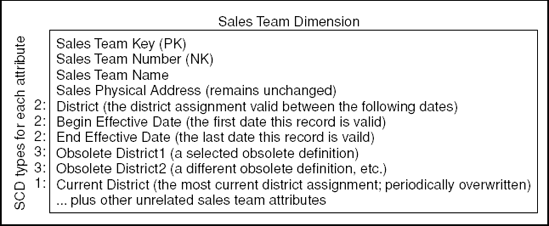 Sales Team Dimension
SCD types for each attribute
Sales Team Key (PK)
Sales Team Number (NK)
Sales Team Name
Sales Physical Address (remains unchanged)
2: District (the district assignment valid between the following dates)
2: Begin Effective Date (the first date this record is valid)
2: End Effective Date (the last date this record is vaild)
3: Obsolete District1 (a selected obsolete definition)
3: Obsolete District2 (a different obsolete definition, etc.)
1: Current District (the most current district assignment; periodically overwritten)
... plus other unrelated sales team attributes